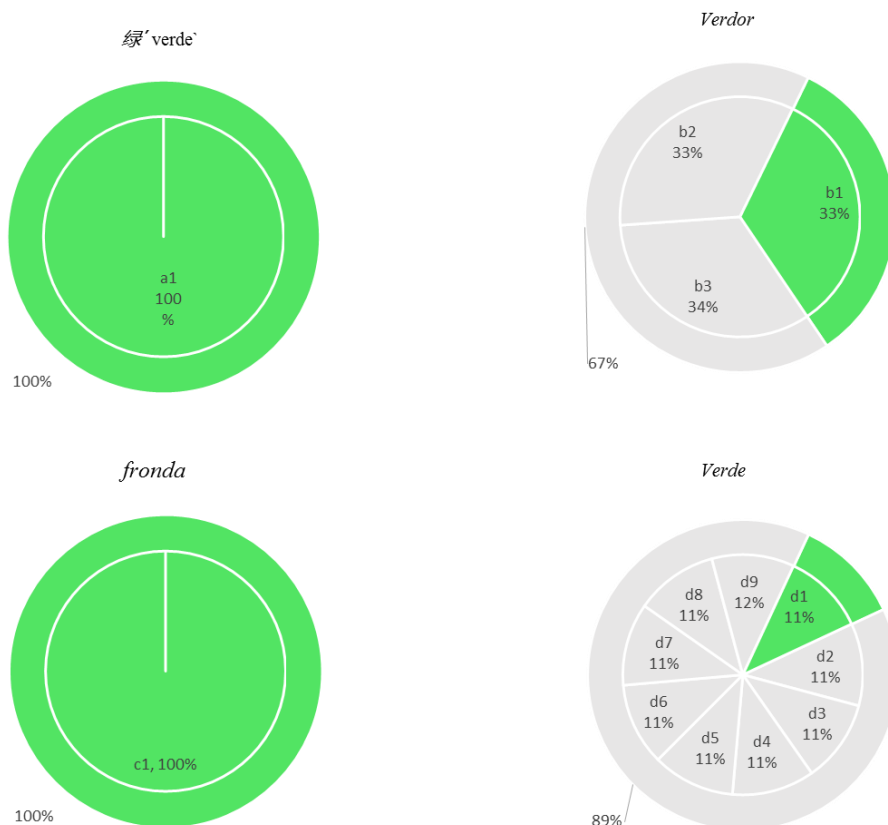 绿‘verde`
Verdor
a1
100
%
100%
b1
33%
b2
33%
b3
34%
67%
fronda
Verde
c1, 100%
100%
d1
11%
d2
11%
d3
11%
d4
11%
d5
11%
d6
11%
d7
11%
d8
11%
d9
12%
89%